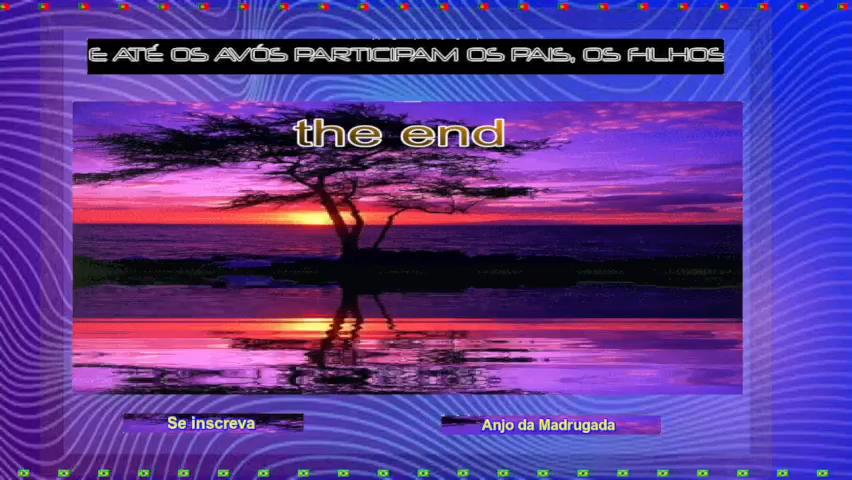 E ATÉ OS AVÓS PARTICIPAM OS PAIS, OS FILHOS
the end
Se inscreva
Anjo da Madrugada